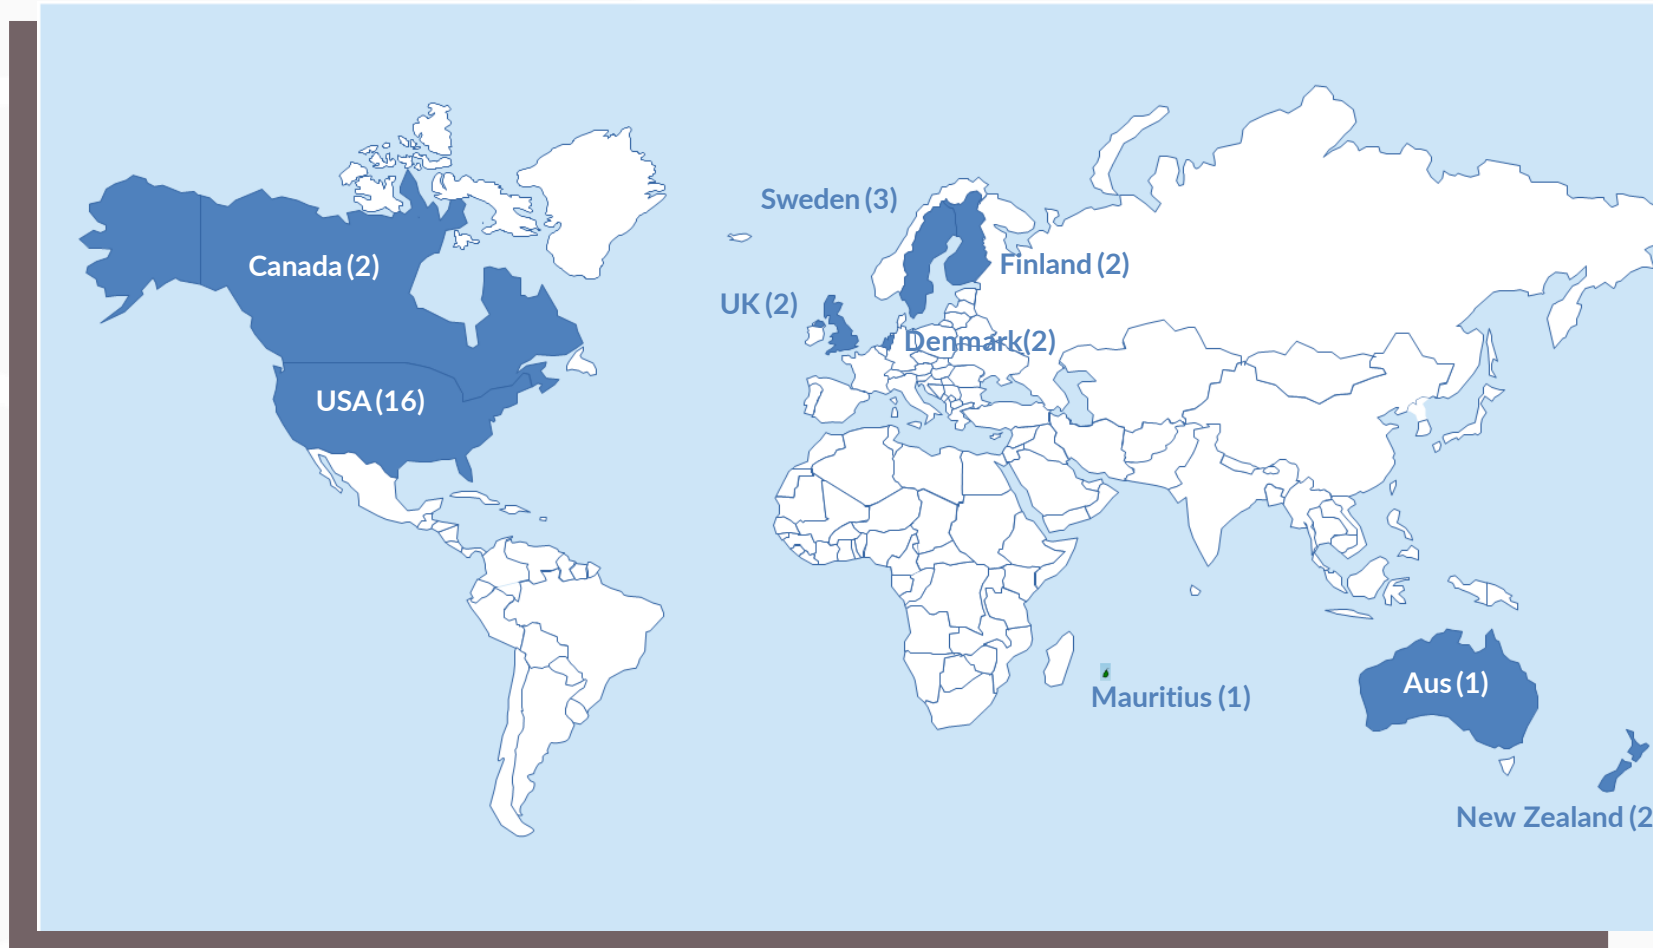 Sweden (3)
Canada (2)
Finland (2)
UK (2)
Denmark(2)
USA (16)
Aus (1)
Mauritius (1)
New Zealand (2